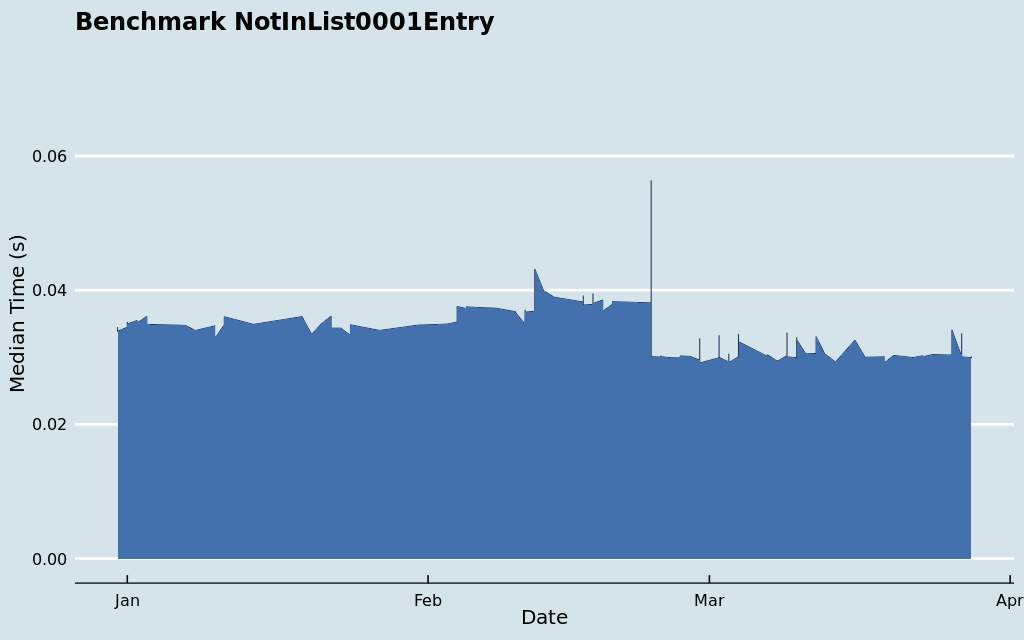 Benchmark NotInList0001Entry
Median Time (s)
0.06
0.04
0.02
0.00
Jan Feb Mar Apr
Date